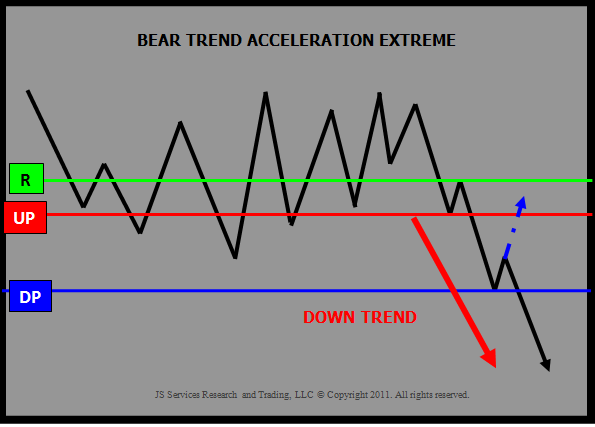 BEAR TREND ACCELERATION EXTREME
R
UP
DP
DOWN TREND
JS Services Research and Trading, LLC © Copyright 2011. All rights reserved.